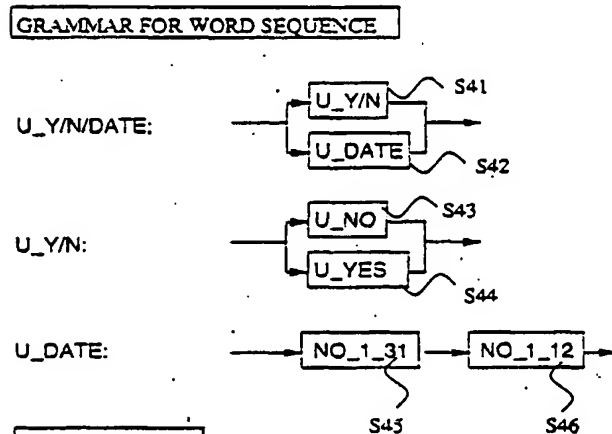 GRAMMAR FOR WORD SEQUENCE
U_Y/N/DATE:
U_Y/N
S41
U_DATE
S42
U_Y/N:
U_NO
S43
U_YES
S44
U_DATE:
NO_1_31
NO_1_12
S45
S46